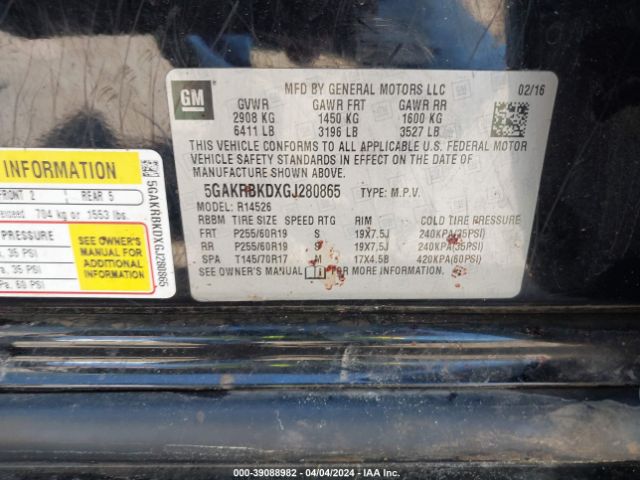 GM
MFD BY GENERAL MOTORS LLC 02/16
GVWR GAWR FRT GAWR RR
2908 KG 1450 KG 1600 KG
6411 LB 3196 LB 3527 LB
THIS VEHICLE CONFORMS TO ALL APPLICABLE U.S. FEDERAL MOTOR
VEHICLE SAFETY STANDARDS IN EFFECT ON THE DATE OF
MANUFACTURE SHOWN ABOVE.
5GAKRBKDXGJ280865 TYPE: M.P.V.
MODEL: R14526
RBBM TIRE SIZE SPEED RTG RIM COLD TIRE PRESSURE
FRT P255/60R19 S 19X7.5J 240KPA(35PSI)
RR P255/60R19 S 19X7.5J 240KPA(35PSI)
SPA T145/70R17 M 17X4.5B 420KPA(60PSI)
SEE OWNER'S MANUAL FOR MORE INFORMATION.
INFORMATION
FRONT 2 REAR 5
704 kg or 1553 lbs.
PRESSURE
, 35 PSI
a, 35 PSI
Pa, 60 PSI
SEE OWNER'S
MANUAL FOR
ADDITIONAL
INFORMATION
5GAKRBKDXGJ280865
000-39088982 - 04/04/2024 - IAA Inc.